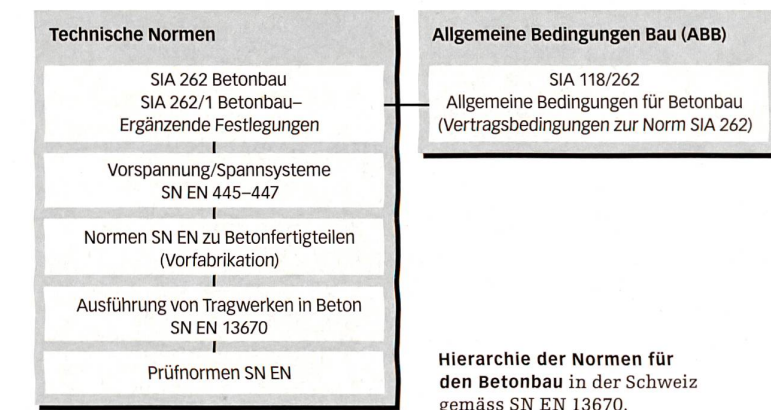 Technische Normen
SIA 262 Betonbau
SIA 262/1 Betonbau–
Ergänzende Festlegungen
Vorspannung/Spannsysteme
SN EN 445–447
Normen SN EN zu Betonfertigteilen
(Vorfabrikation)
Ausführung von Tragwerken in Beton
SN EN 13670
Prüfnormen SN EN
Allgemeine Bedingungen Bau (ABB)
SIA 118/262
Allgemeine Bedingungen für Betonbau
(Vertragsbedingungen zur Norm SIA 262)
Hierarchie der Normen für
den Betonbau in der Schweiz
gemäss SN EN 13670.